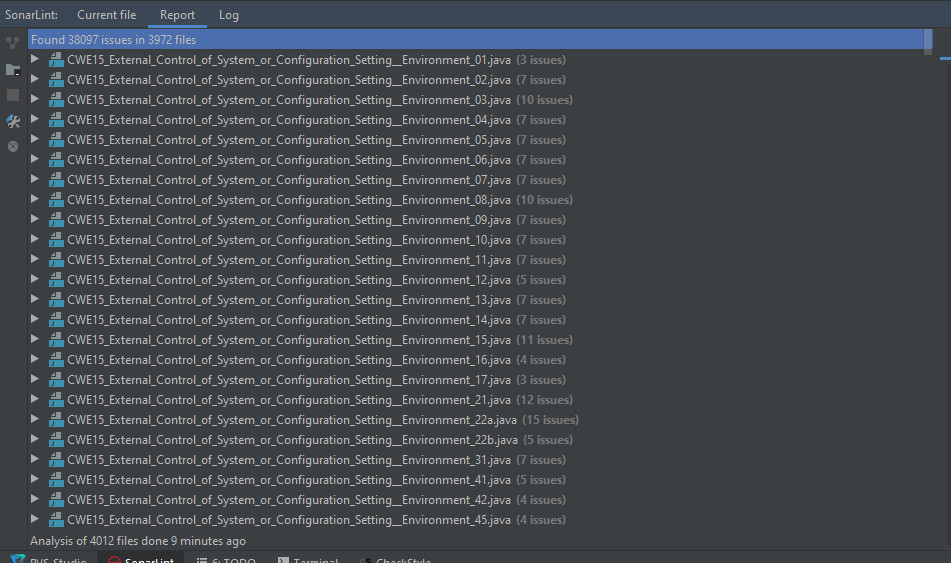 SonarLint: Current file Report Log
Found 38097 issues in 3972 files
CWE15_External_Control_of_System_or_Configuration_Setting__Environment_01.java (3 issues)
CWE15_External_Control_of_System_or_Configuration_Setting__Environment_02.java (7 issues)
CWE15_External_Control_of_System_or_Configuration_Setting__Environment_03.java (10 issues)
CWE15_External_Control_of_System_or_Configuration_Setting__Environment_04.java (7 issues)
CWE15_External_Control_of_System_or_Configuration_Setting__Environment_05.java (7 issues)
CWE15_External_Control_of_System_or_Configuration_Setting__Environment_06.java (7 issues)
CWE15_External_Control_of_System_or_Configuration_Setting__Environment_07.java (7 issues)
CWE15_External_Control_of_System_or_Configuration_Setting__Environment_08.java (10 issues)
CWE15_External_Control_of_System_or_Configuration_Setting__Environment_09.java (7 issues)
CWE15_External_Control_of_System_or_Configuration_Setting__Environment_10.java (7 issues)
CWE15_External_Control_of_System_or_Configuration_Setting__Environment_11.java (7 issues)
CWE15_External_Control_of_System_or_Configuration_Setting__Environment_12.java (5 issues)
CWE15_External_Control_of_System_or_Configuration_Setting__Environment_13.java (7 issues)
CWE15_External_Control_of_System_or_Configuration_Setting__Environment_14.java (7 issues)
CWE15_External_Control_of_System_or_Configuration_Setting__Environment_15.java (11 issues)
CWE15_External_Control_of_System_or_Configuration_Setting__Environment_16.java (4 issues)
CWE15_External_Control_of_System_or_Configuration_Setting__Environment_17.java (3 issues)
CWE15_External_Control_of_System_or_Configuration_Setting__Environment_21.java (12 issues)
CWE15_External_Control_of_System_or_Configuration_Setting__Environment_22a.java (15 issues)
CWE15_External_Control_of_System_or_Configuration_Setting__Environment_22b.java (5 issues)
CWE15_External_Control_of_System_or_Configuration_Setting__Environment_31.java (7 issues)
CWE15_External_Control_of_System_or_Configuration_Setting__Environment_41.java (5 issues)
CWE15_External_Control_of_System_or_Configuration_Setting__Environment_42.java (4 issues)
CWE15_External_Control_of_System_or_Configuration_Setting__Environment_45.java (4 issues)
Analysis of 4012 files done 9 minutes ago
PVS-Studio SonarLint 6: TODO Terminal CheckStyle